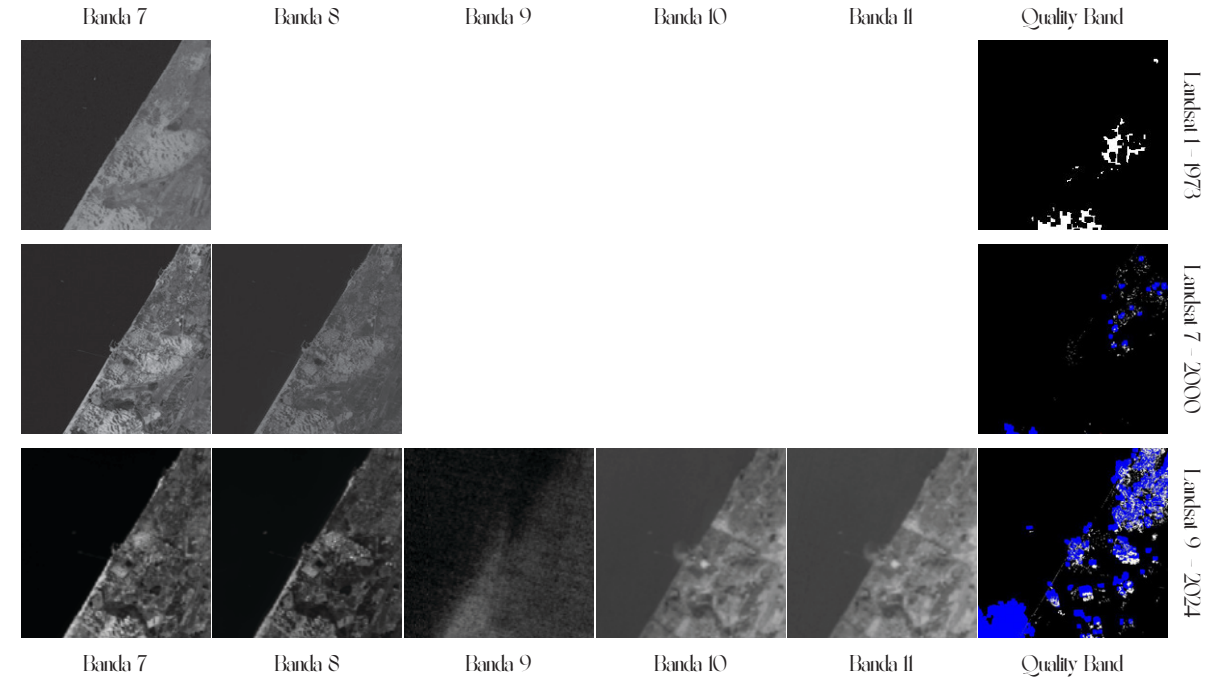 Banda 7 Banda 8 Banda 9 Banda 10 Banda 11 Quality Band
Landsat 1 - 1973
Landsat 7 - 2000
Landsat 9 - 2024
Banda 7 Banda 8 Banda 9 Banda 10 Banda 11 Quality Band